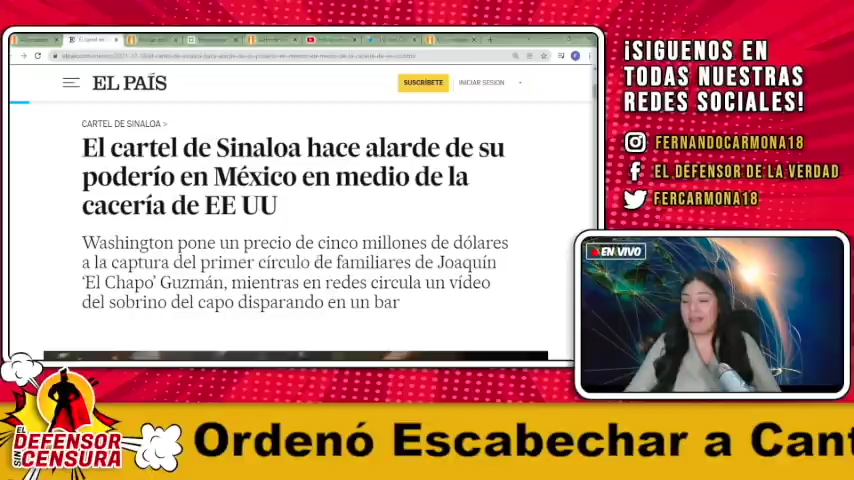 EL PAÍS
SUSCRÍBETE
INICIAR SESIÓN
CARTEL DE SINALOA >
El cartel de Sinaloa hace alarde de su
poderío en México en medio de la
cacería de EE UU
Washington pone un precio de cinco millones de dólares
a la captura del primer círculo de familiares de Joaquín
‘El Chapo’ Guzmán, mientras en redes circula un vídeo
del sobrino del capo disparando en un bar
¡SIGUENOS EN
TODAS NUESTRAS
REDES SOCIALES!
FERNANDOCARMONA18
EL DEFENSOR DE LA VERDAD
FERCARMONA18
EN VIVO
EL
DEFENSOR
SIN
CENSURA
Ordenó Escabechar a Cant